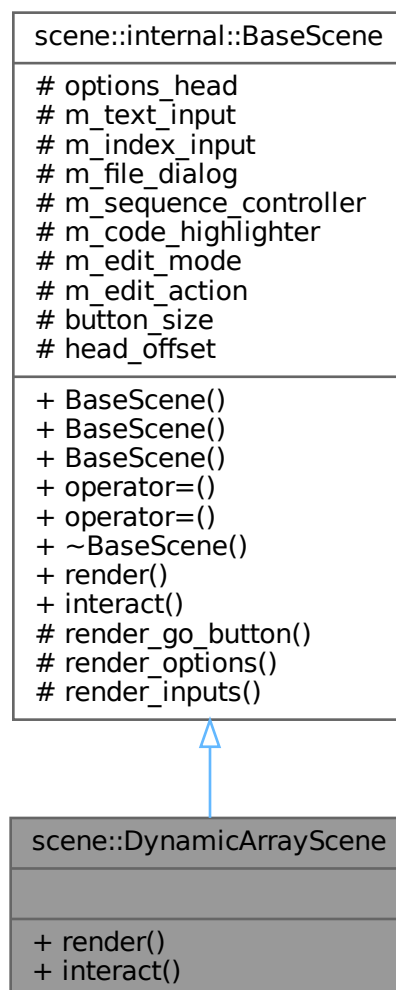 scene::internal::BaseScene
# options_head
# m_text_input
# m_index_input
# m_file_dialog
# m_sequence_controller
# m_code_highlighter
# m_edit_mode
# m_edit_action
# button_size
# head_offset
+ BaseScene()
+ BaseScene()
+ BaseScene()
+ operator=()
+ operator=()
+ ~BaseScene()
+ render()
+ interact()
# render_go_button()
# render_options()
# render_inputs()
scene::DynamicArrayScene
+ render()
+ interact()